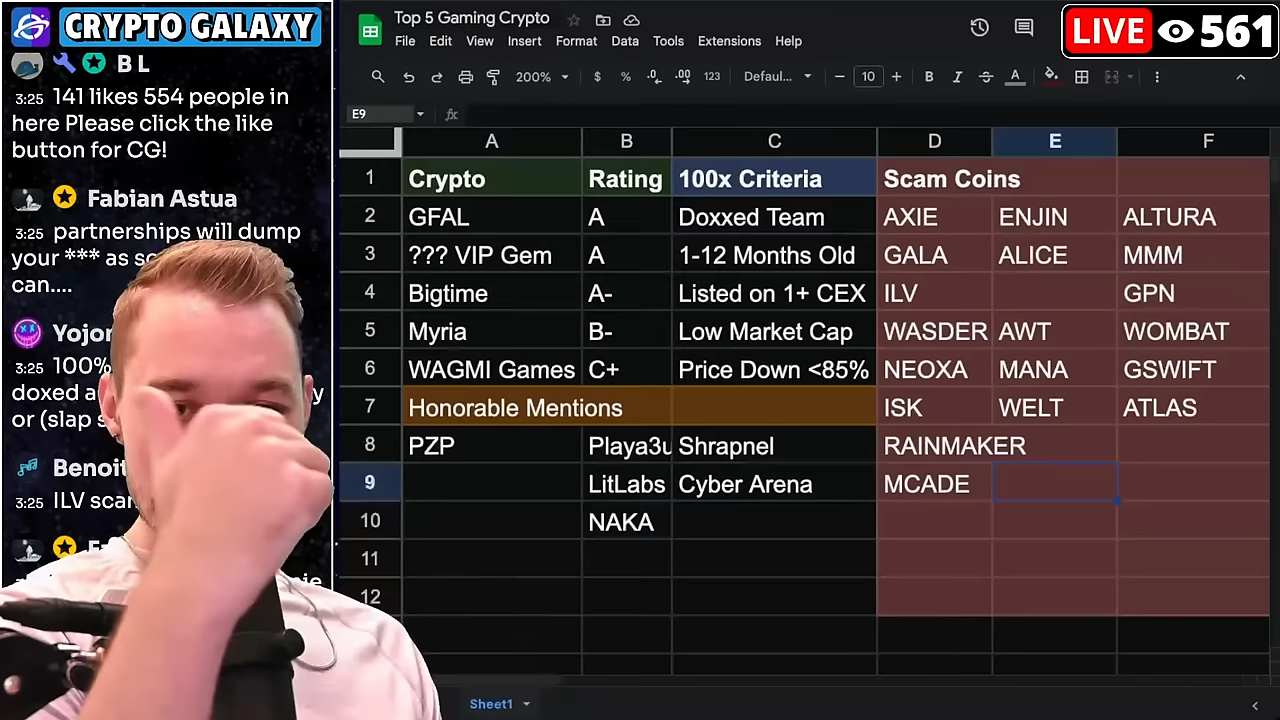 CRYPTO GALAXY
B L
3:25 141 likes 554 people in
here Please click the like
button for CG!
Fabian Astua
3:25 partnerships will dump
your *** as
can....
3:25 100%
or (slap
3:25 ILV
Top 5 Gaming Crypto
File Edit View Insert Format Data Tools Extensions Help
LIVE 561
200% $ % .0 .00 123 Defaul... 10 B I S A
E9 fx
A B C D E F
1 Crypto Rating 100x Criteria Scam Coins
2 GFAL A Doxxed Team AXIE ENJIN ALTURA
3 ??? VIP Gem A 1-12 Months Old GALA ALICE MMM
4 Bigtime A- Listed on 1+ CEX ILV GPN
5 Myria B- Low Market Cap WASDER AWT WOMBAT
6 WAGMI Games C+ Price Down <85% NEOXA MANA GSWIFT
7 Honorable Mentions ISK WELT ATLAS
8 PZP Playa3u Shrapnel RAINMAKER
9 LitLabs Cyber Arena MCADE
10 NAKA
11
12
Sheet1